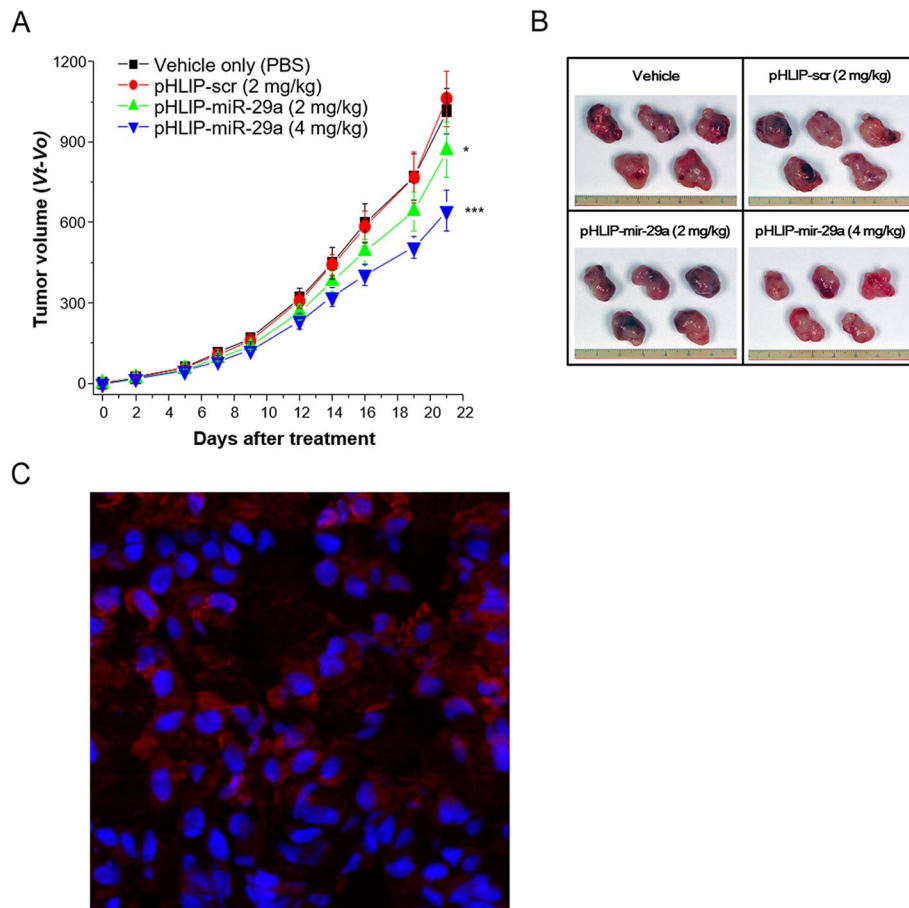 A
Vehicle only (PBS)
pHLIP-scr (2 mg/kg)
pHLIP-miR-29a (2 mg/kg)
pHLIP-miR-29a (4 mg/kg)
Tumor volume (Vt-Vo)
1200
900
600
300
0
*
***
0 2 4 6 8 10 12 14 16 18 20 22
Days after treatment
B
Vehicle
pHLIP-scr (2 mg/kg)
pHLIP-mir-29a (2 mg/kg)
pHLIP-mir-29a (4 mg/kg)
C